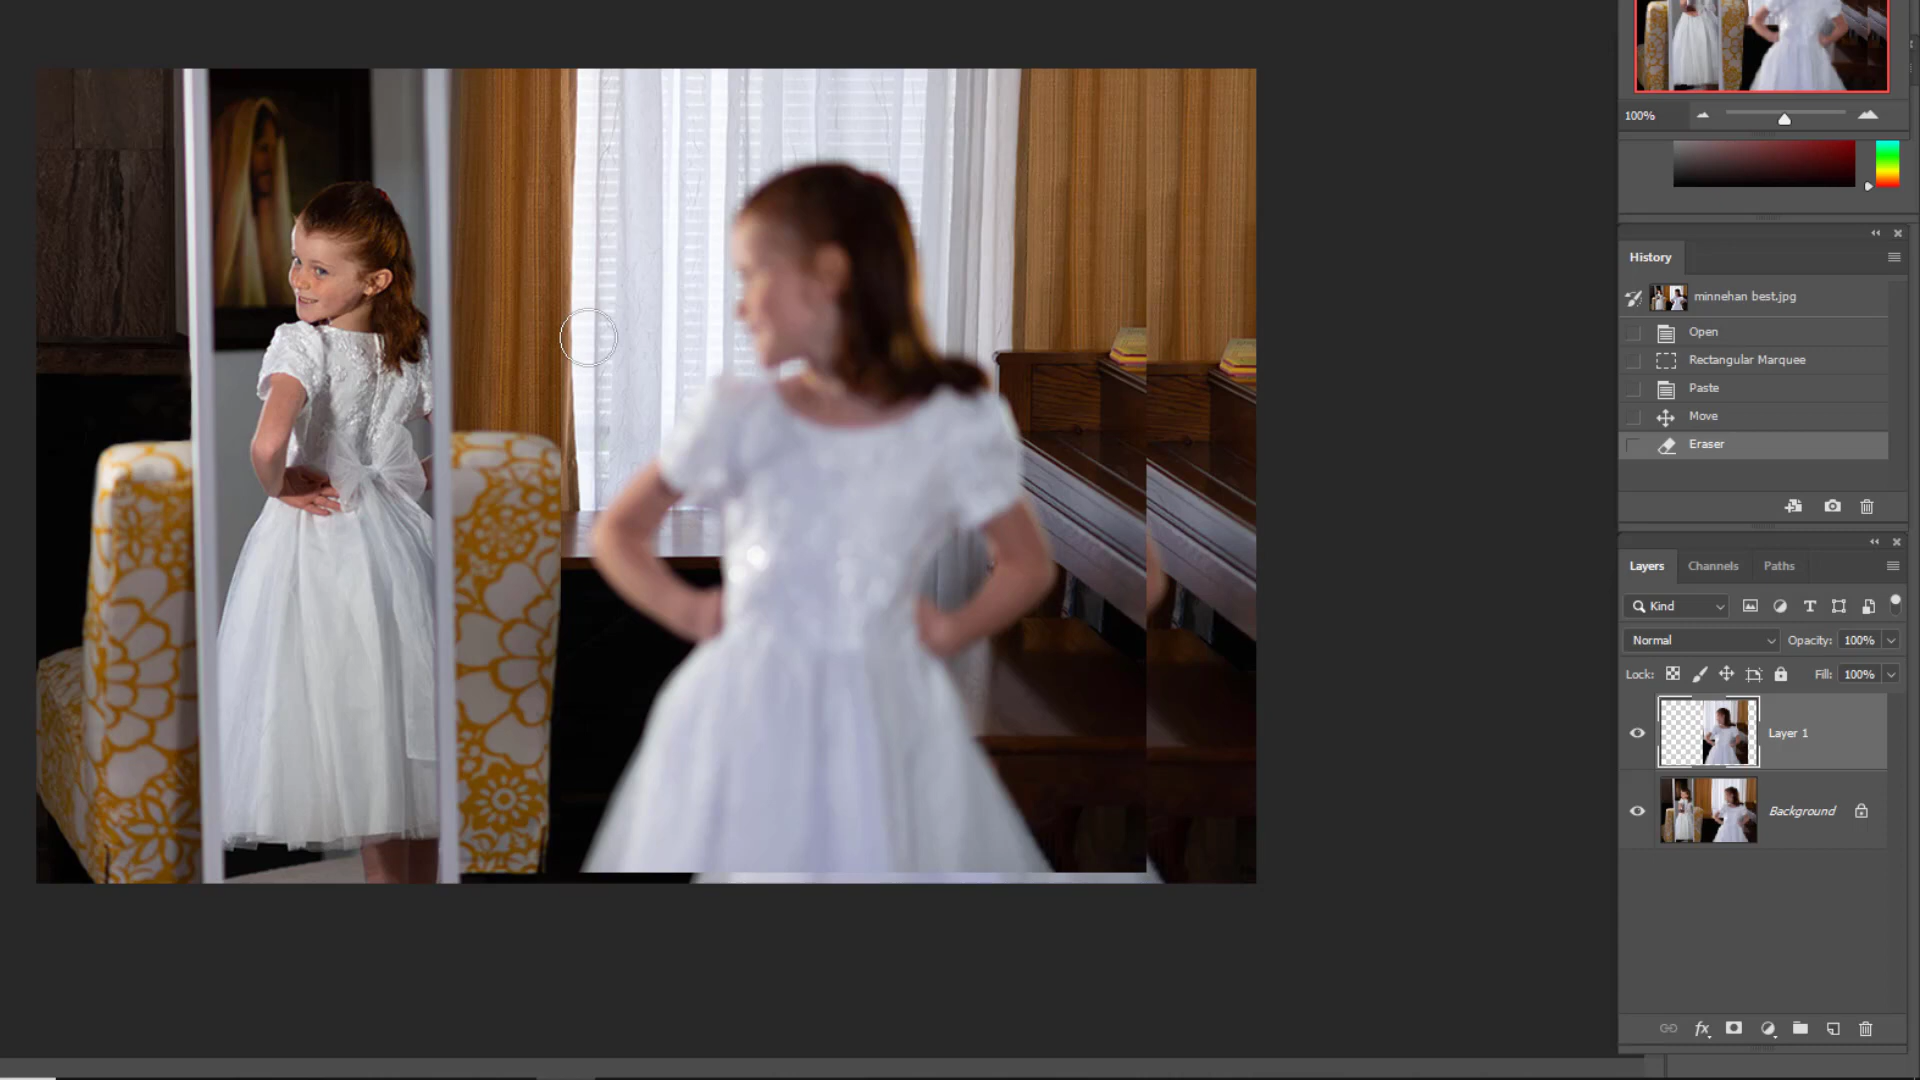 100%
History
minnehan best.jpg
Open
Rectangular Marquee
Paste
Move
Eraser
Layers Channels Paths
Kind
Normal Opacity: 100%
Lock: Fill: 100%
Layer 1
Background
fx